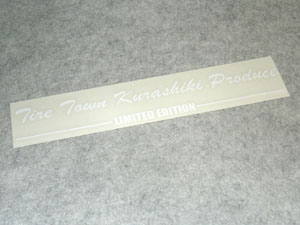 Tire Town Kurashiki Produce
LIMITED EDITION